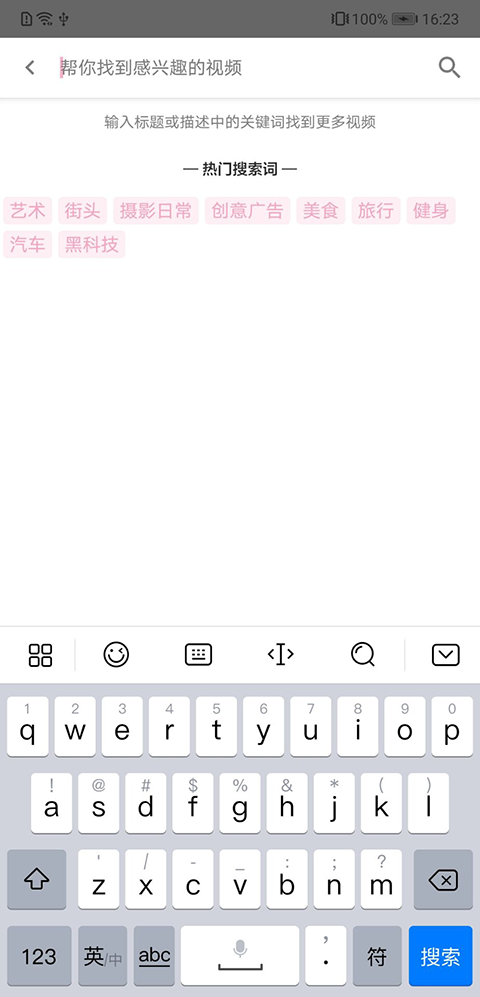 100% 16:23
帮你找到感兴趣的视频
输入标题或描述中的关键词找到更多视频
— 热门搜索词 —
艺术 街头 摄影日常 创意广告 美食 旅行 健身
汽车 黑科技
1 2 3 4 5 6 7 8 9 0
q w e r t y u i o p
! @ # $ % & * ( )
a s d f g h j k l
' / - _ : ; ?
z x c v b n m
123 英/中 abc , . 符 搜索